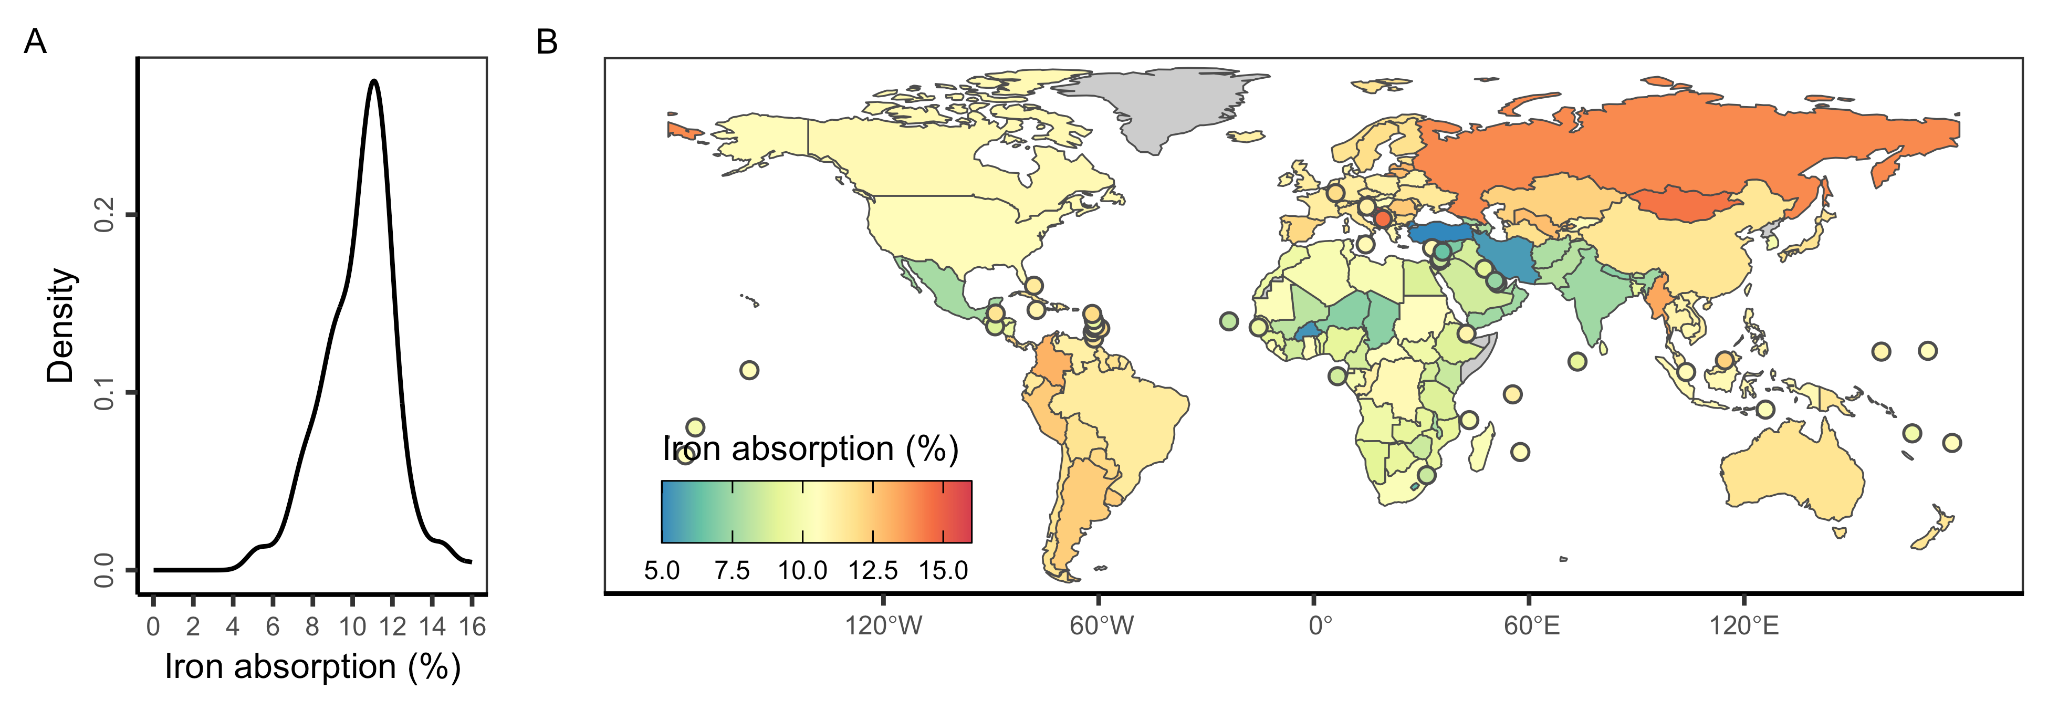 A
B
Density
0.0
0.1
0.2
0 2 4 6 8 10 12 14 16
Iron absorption (%)
Iron absorption (%)
5.0 7.5 10.0 12.5 15.0
120°W 60°W 0° 60°E 120°E